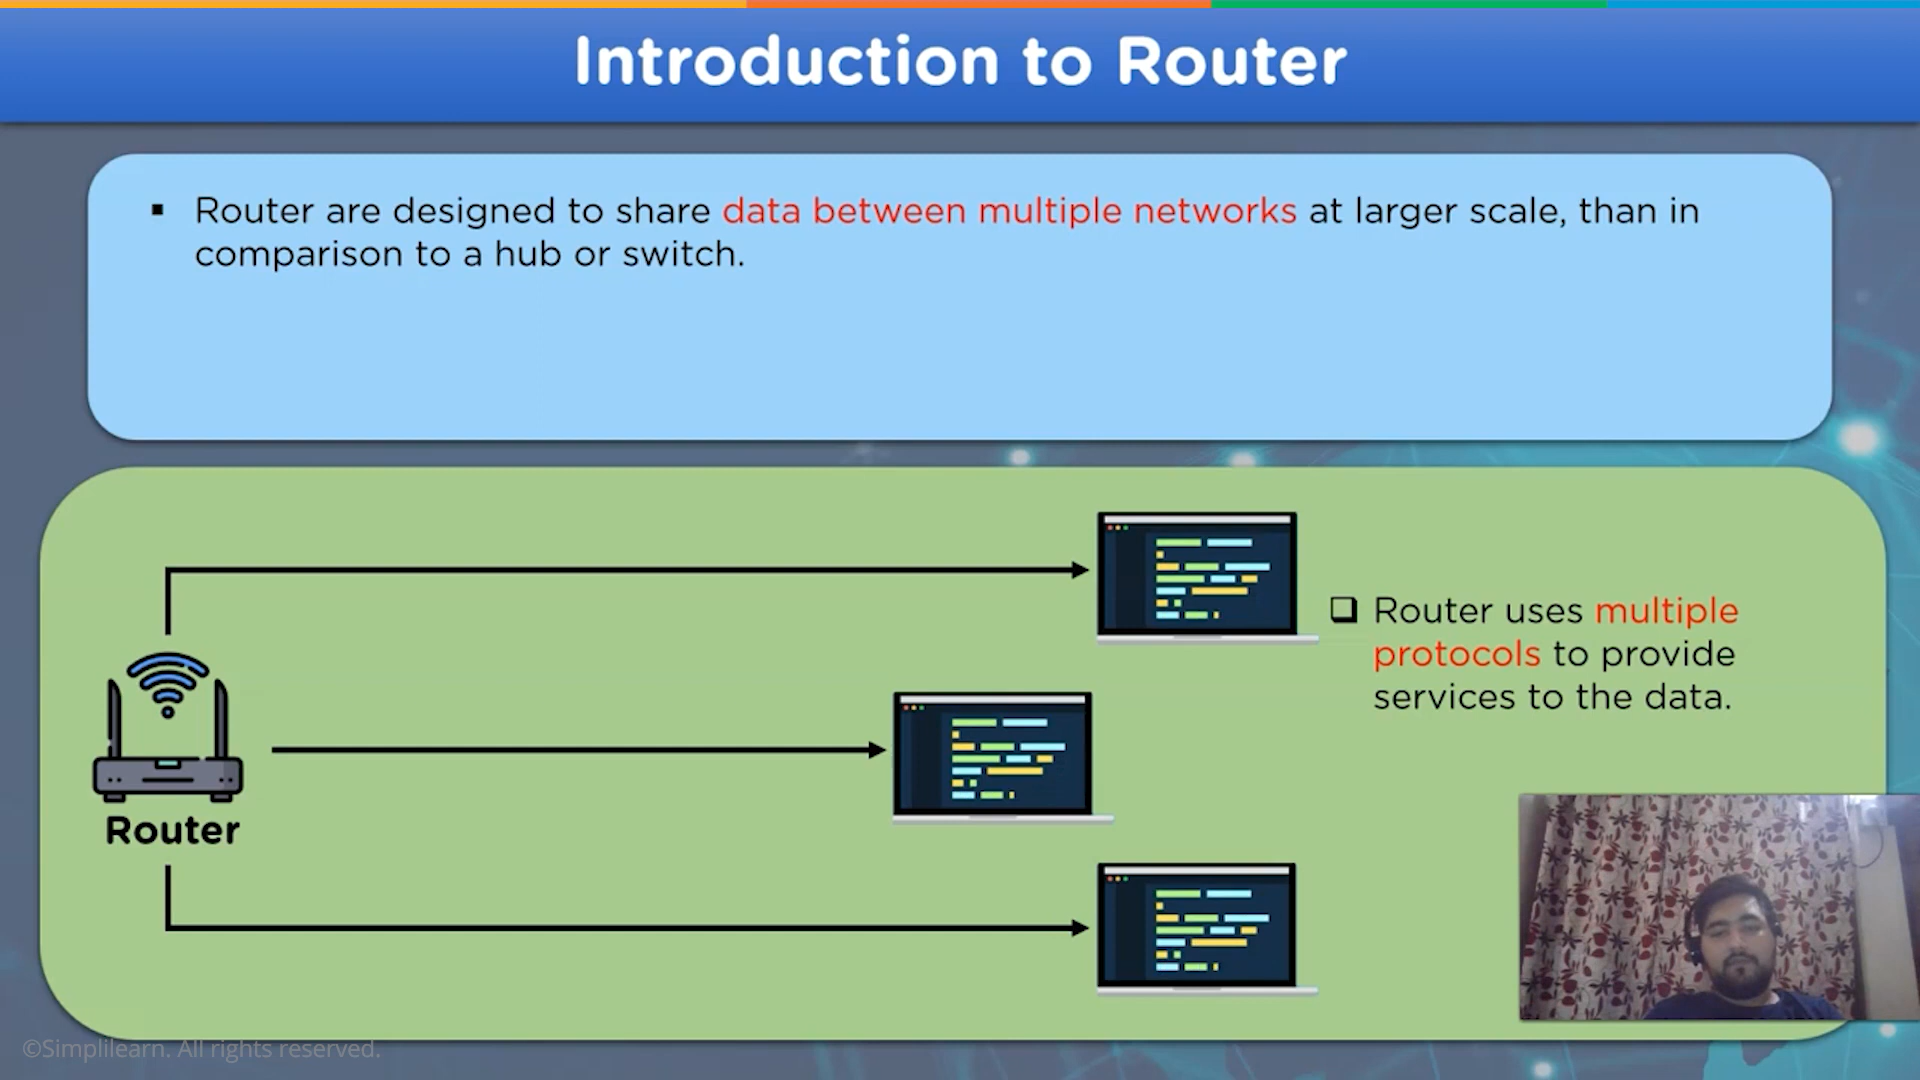 Introduction to Router
▪ Router are designed to share data between multiple networks at larger scale, than in
comparison to a hub or switch.
❑ Router uses multiple
protocols to provide
services to the data.
Router
©Simplilearn. All rights reserved.